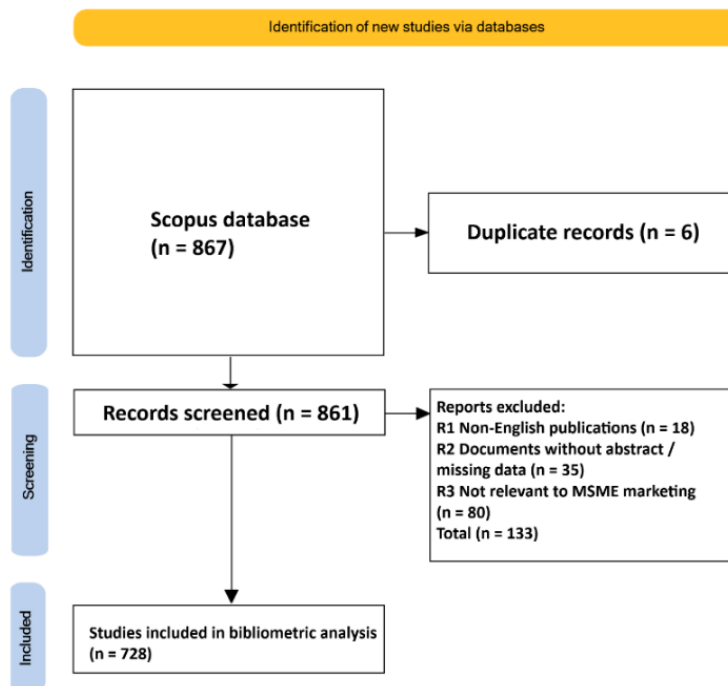 Identification of new studies via databases
Identification
Scopus database
(n = 867)
Duplicate records (n = 6)
Screening
Records screened (n = 861)
Reports excluded:
R1 Non-English publications (n = 18)
R2 Documents without abstract /
missing data (n = 35)
R3 Not relevant to MSME marketing
(n = 80)
Total (n = 133)
Included
Studies included in bibliometric analysis
(n = 728)